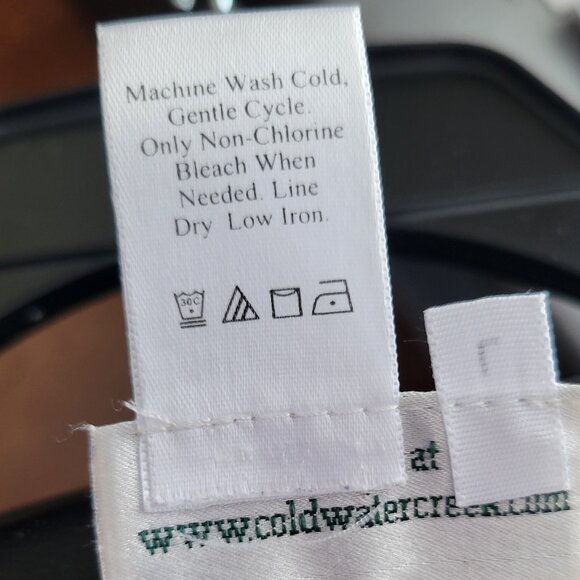 Machine Wash Cold,
Gentle Cycle.
Only Non-Chlorine
Bleach When
Needed. Line
Dry Low Iron.
30C
L
at
www.coldwatercreek.com